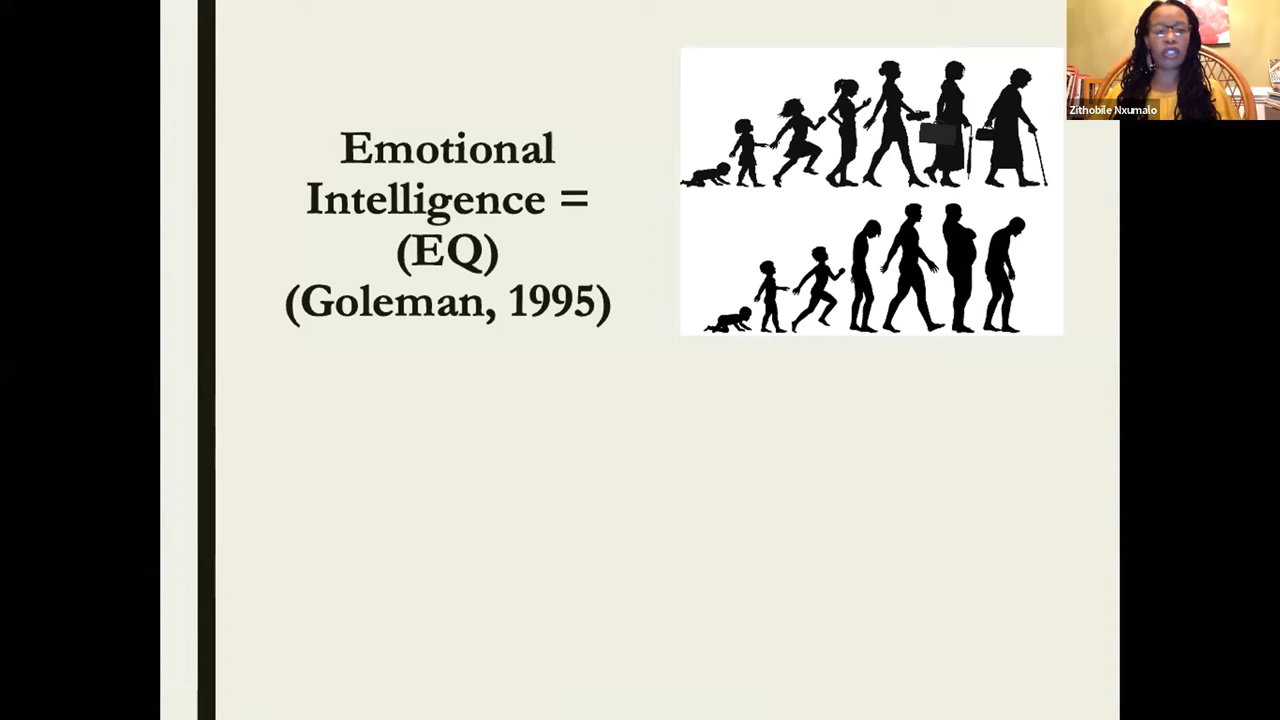 Emotional
Intelligence =
(EQ)
(Goleman, 1995)
Zithobile Nxumalo